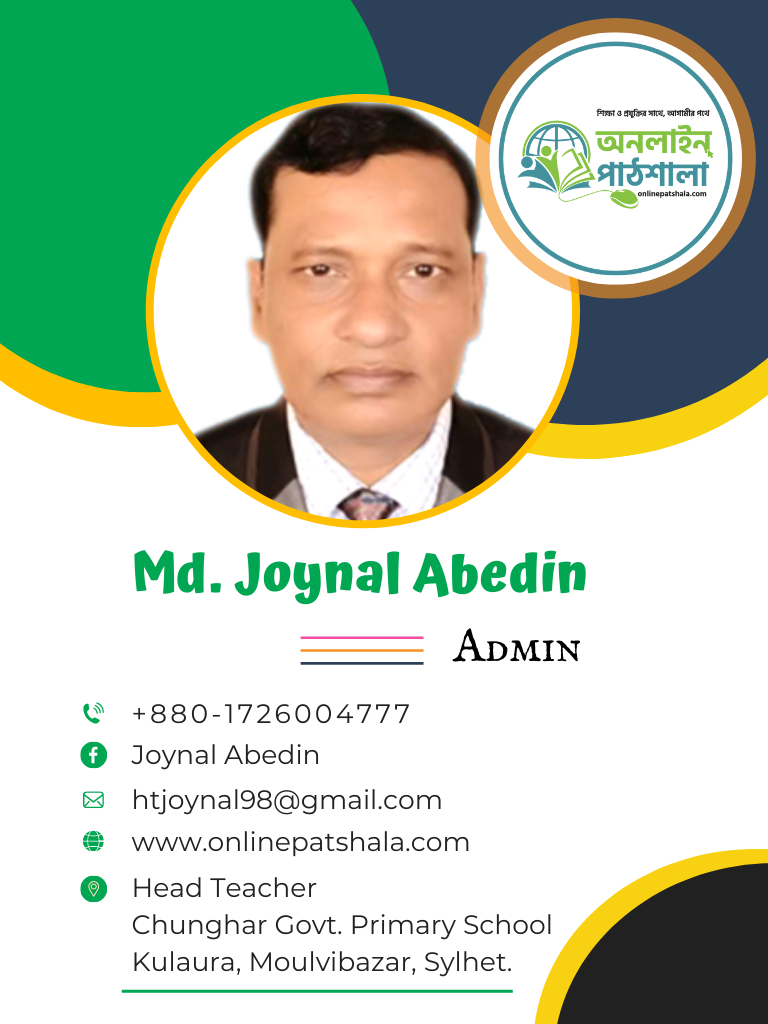 শিক্ষা ও প্রযুক্তির সাথে, আগামীর পথে
অনলাইন
পাঠশালা
onlinepatshala.com
Md. Joynal Abedin
Admin
+880-1726004777
Joynal Abedin
htjoynal98@gmail.com
www.onlinepatshala.com
Head Teacher
Chunghar Govt. Primary School
Kulaura, Moulvibazar, Sylhet.